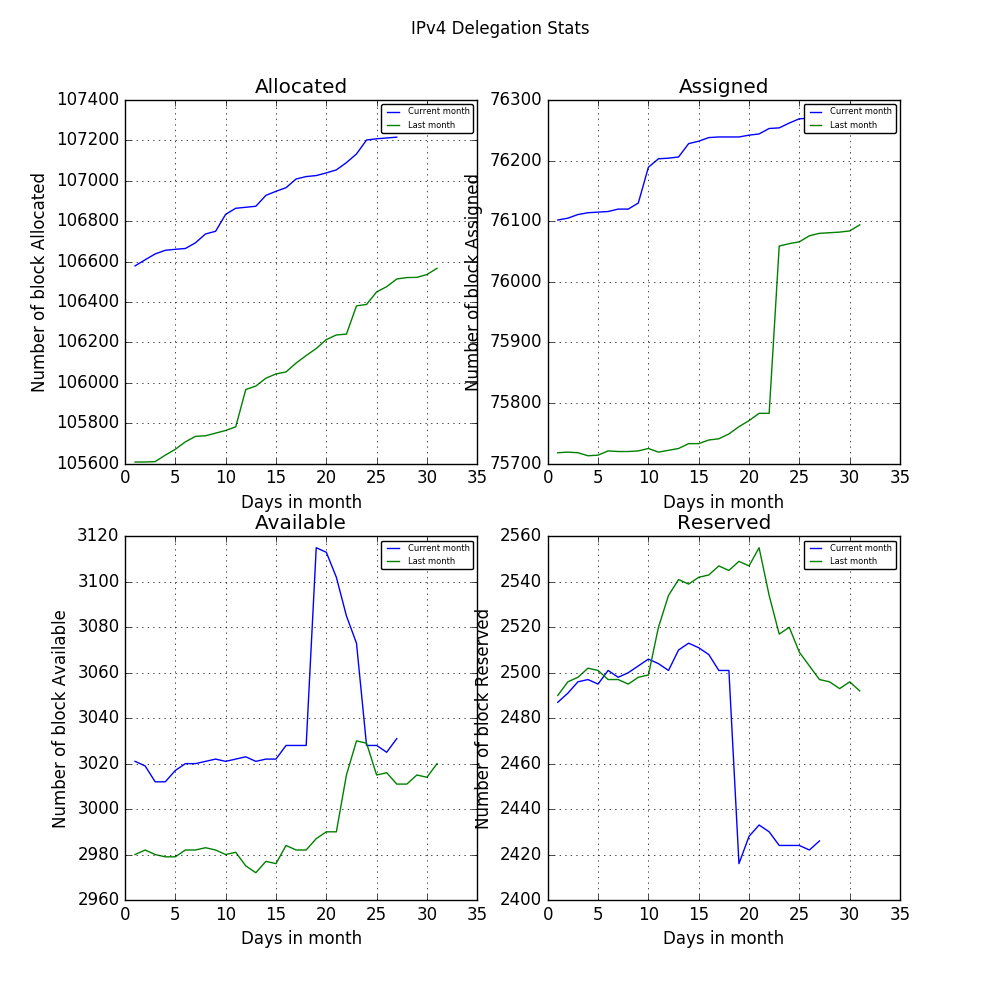 IPv4 Delegation Stats
Allocated
Number of block Allocated
107400
107200
107000
106800
106600
106400
106200
106000
105800
105600
Current month
Last month
0 5 10 15 20 25 30 35
Days in month
Assigned
Number of block Assigned
76300
76200
76100
76000
75900
75800
75700
Current month
Last month
0 5 10 15 20 25 30 35
Days in month
Available
Number of block Available
3120
3100
3080
3060
3040
3020
3000
2980
2960
Current month
Last month
0 5 10 15 20 25 30 35
Days in month
Reserved
Number of block Reserved
2560
2540
2520
2500
2480
2460
2440
2420
2400
Current month
Last month
0 5 10 15 20 25 30 35
Days in month